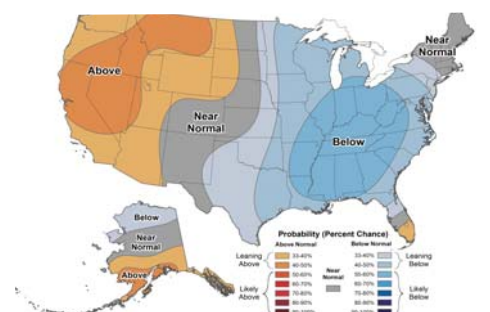 Near
Normal
Above
Near
Normal
Below
Below
Near
Normal
Above
Probability (Percent Chance)
Above Normal Below Normal
Leaning
Above
33-40% 33-40%
40-50% 40-50%
Near
Normal
Leaning
Below
50-60% 50-60%
Likely
Above
60-70% 60-70%
70-80% 70-80%
Likely
Below
80-90% 80-90%